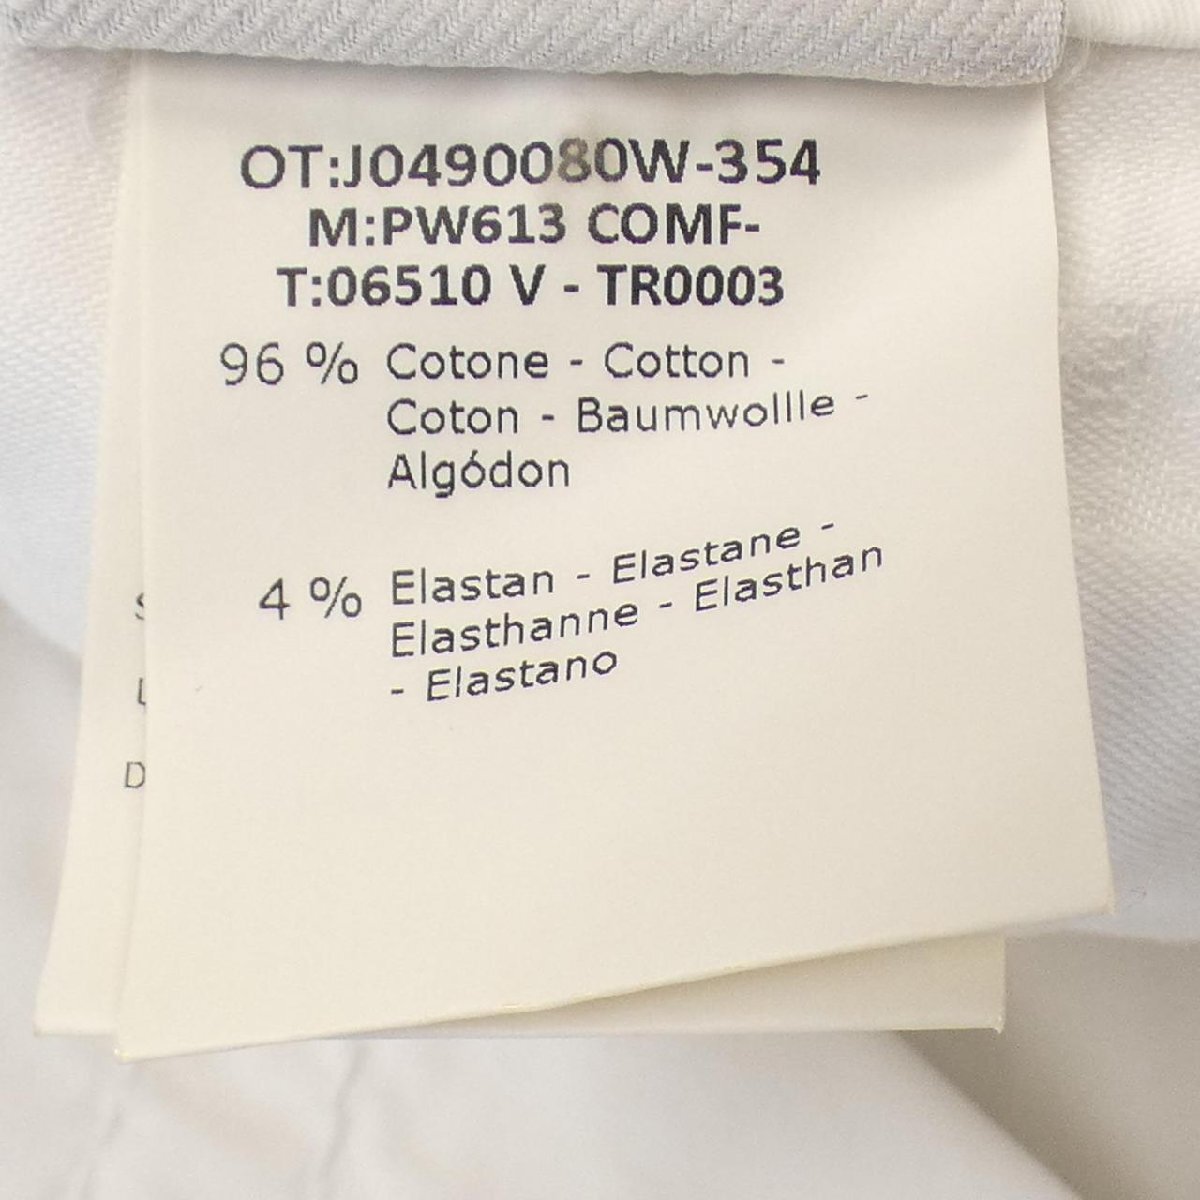 OT:J0490080W-354
M:PW613 COMF-
T:06510 V - TR0003
96 % Cotone - Cotton -
Coton - Baumwollle -
Algódon
4 % Elastan - Elastane -
Elasthanne - Elasthan
- Elastano